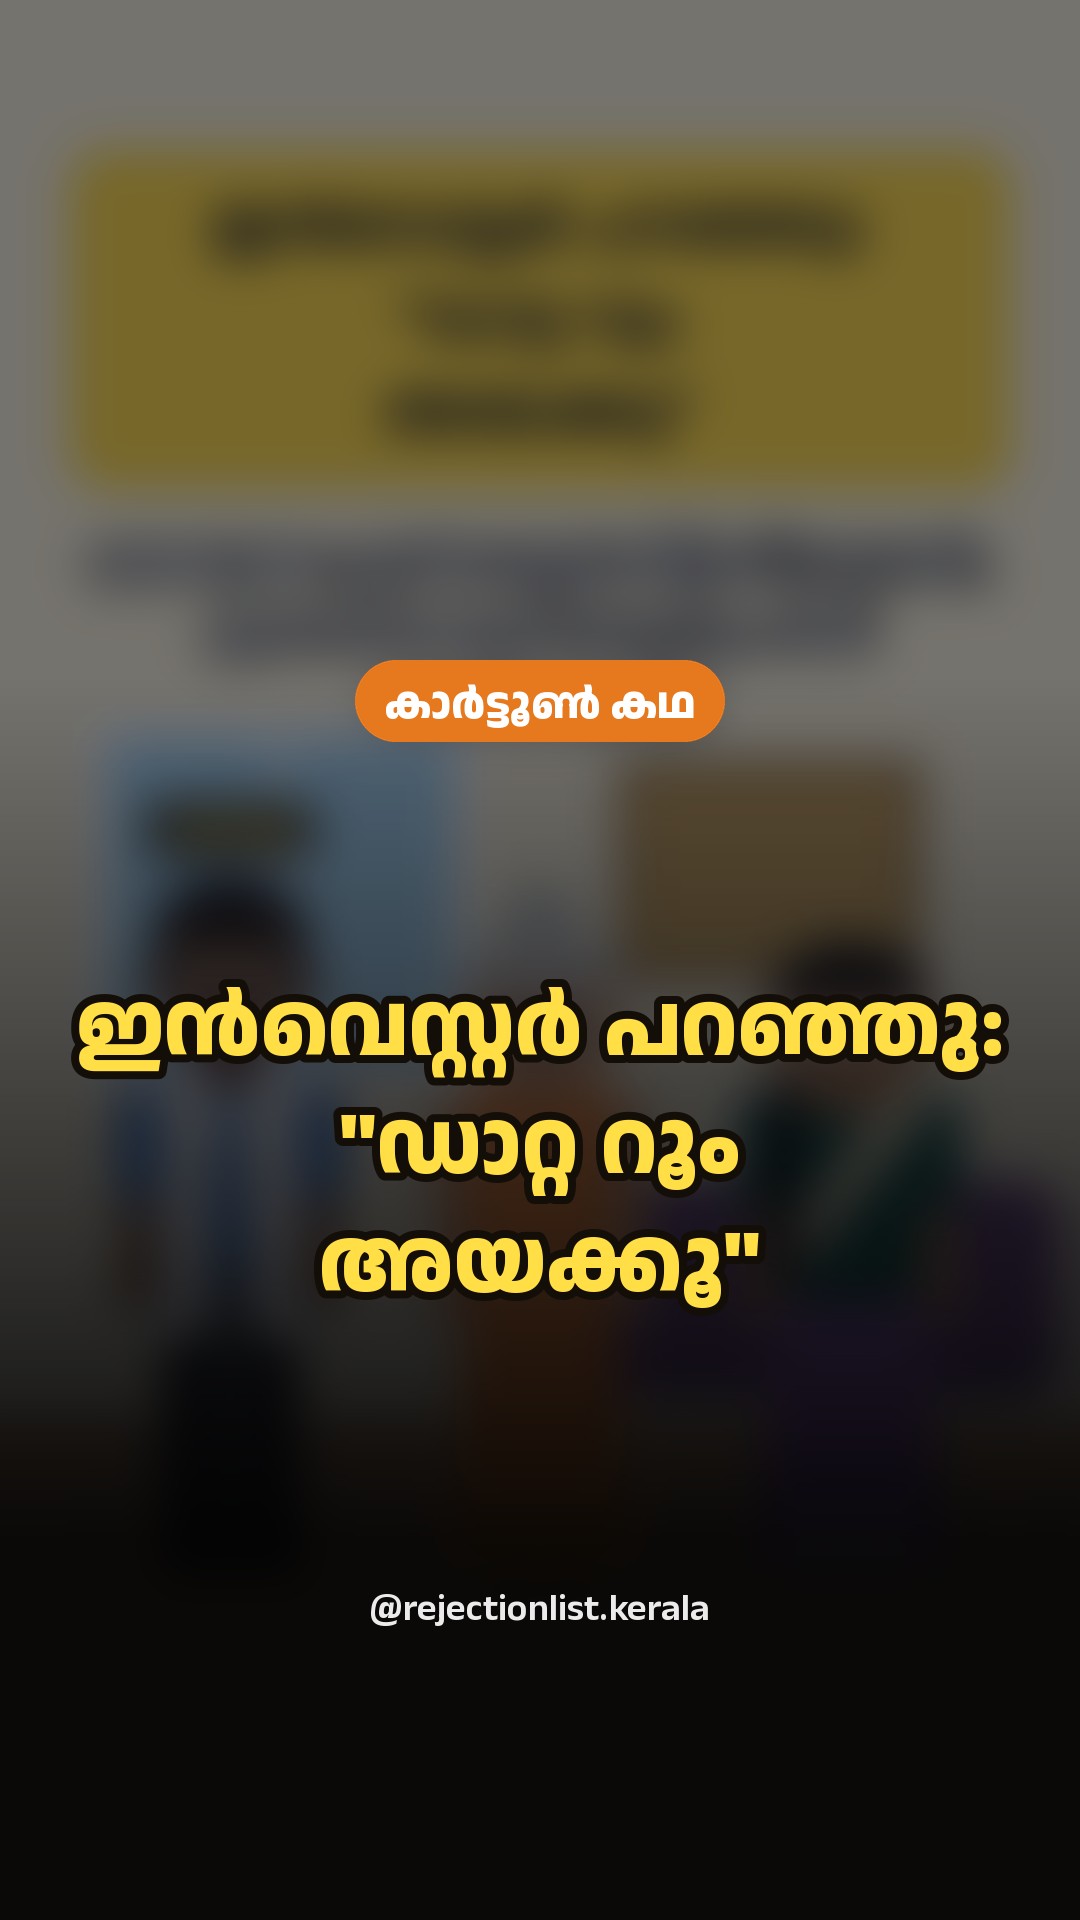 കാർട്ടൂൺ കഥ
ഇൻവെസ്റ്റർ പറഞ്ഞു:
"ഡാറ്റ റൂം
അയക്കൂ"
@rejectionlist.kerala